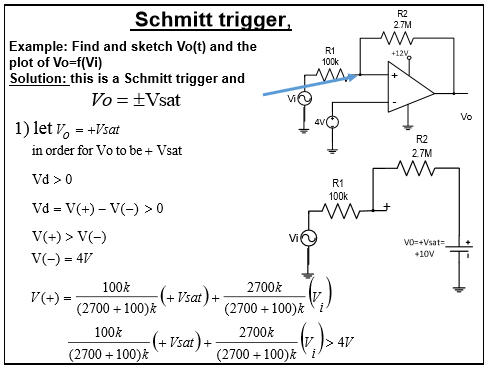 Schmitt trigger,
Example: Find and sketch Vo(t) and the
plot of Vo=f(Vi)
Solution: this is a Schmitt trigger and
Vo = ±Vsat
1) let V_o = +Vsat
in order for Vo to be + Vsat
Vd > 0
Vd = V(+) − V(−) > 0
V(+) > V(−)
V(−) = 4V
V(+) = 100k / (2700 + 100)k (+ Vsat) + 2700k / (2700 + 100)k (V_i)
100k / (2700 + 100)k (+ Vsat) + 2700k / (2700 + 100)k (V_i) > 4V
R2
2.7M
+12V
R1
100k
+
-
Vi
4V
Vo
R2
2.7M
R1
100k
+
Vi
V0=+Vsat=
+10V
+